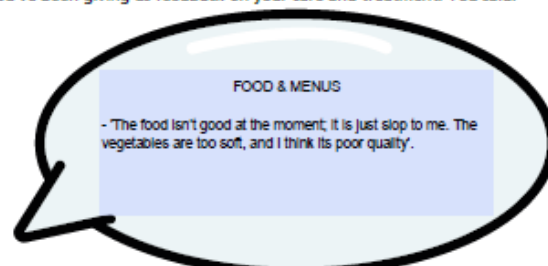 FOOD & MENUS
- 'The food isn't good at the moment; it is just slop to me. The
vegetables are too soft, and I think its poor quality'.